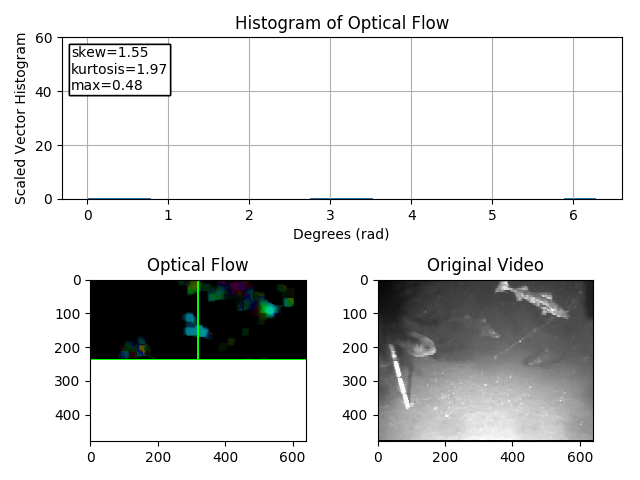 Histogram of Optical Flow
Scaled Vector Histogram
60
40
20
0
skew=1.55
kurtosis=1.97
max=0.48
0 1 2 3 4 5 6
Degrees (rad)
Optical Flow
0
100
200
300
400
0 200 400 600
Original Video
0
100
200
300
400
0 200 400 600